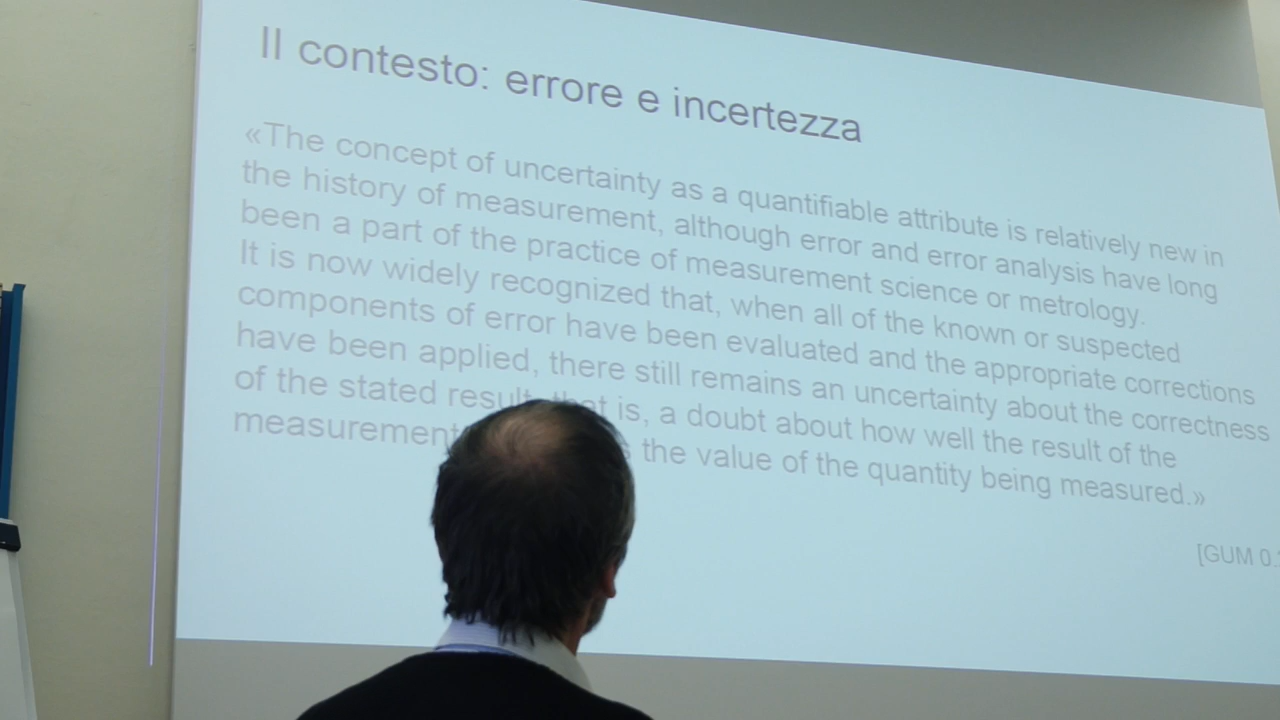 Il contesto: errore e incertezza
«The concept of uncertainty as a quantifiable attribute is relatively new in
the history of measurement, although error and error analysis have long
been a part of the practice of measurement science or metrology.
It is now widely recognized that, when all of the known or suspected
components of error have been evaluated and the appropriate corrections
have been applied, there still remains an uncertainty about the correctness
of the stated result, that is, a doubt about how well the result of the
measurement the value of the quantity being measured.»
[GUM 0.